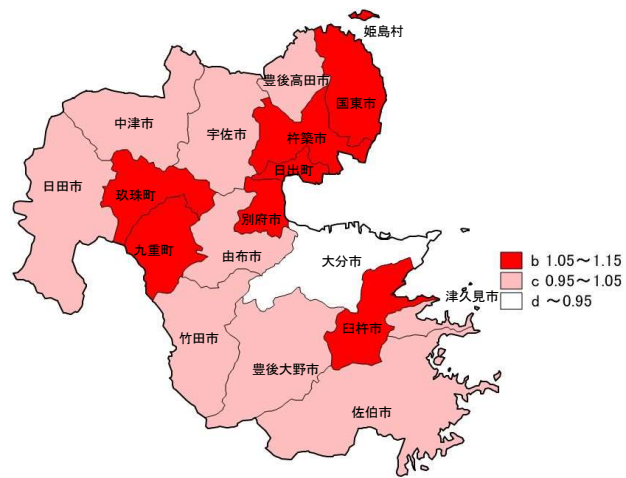 姫島村
豊後高田市
国東市
中津市
宇佐市
杵築市
日出町
日田市
玖珠町
別府市
九重町
由布市
大分市
b 1.05～1.15
c 0.95～1.05
d ～0.95
津久見市
臼杵市
竹田市
豊後大野市
佐伯市